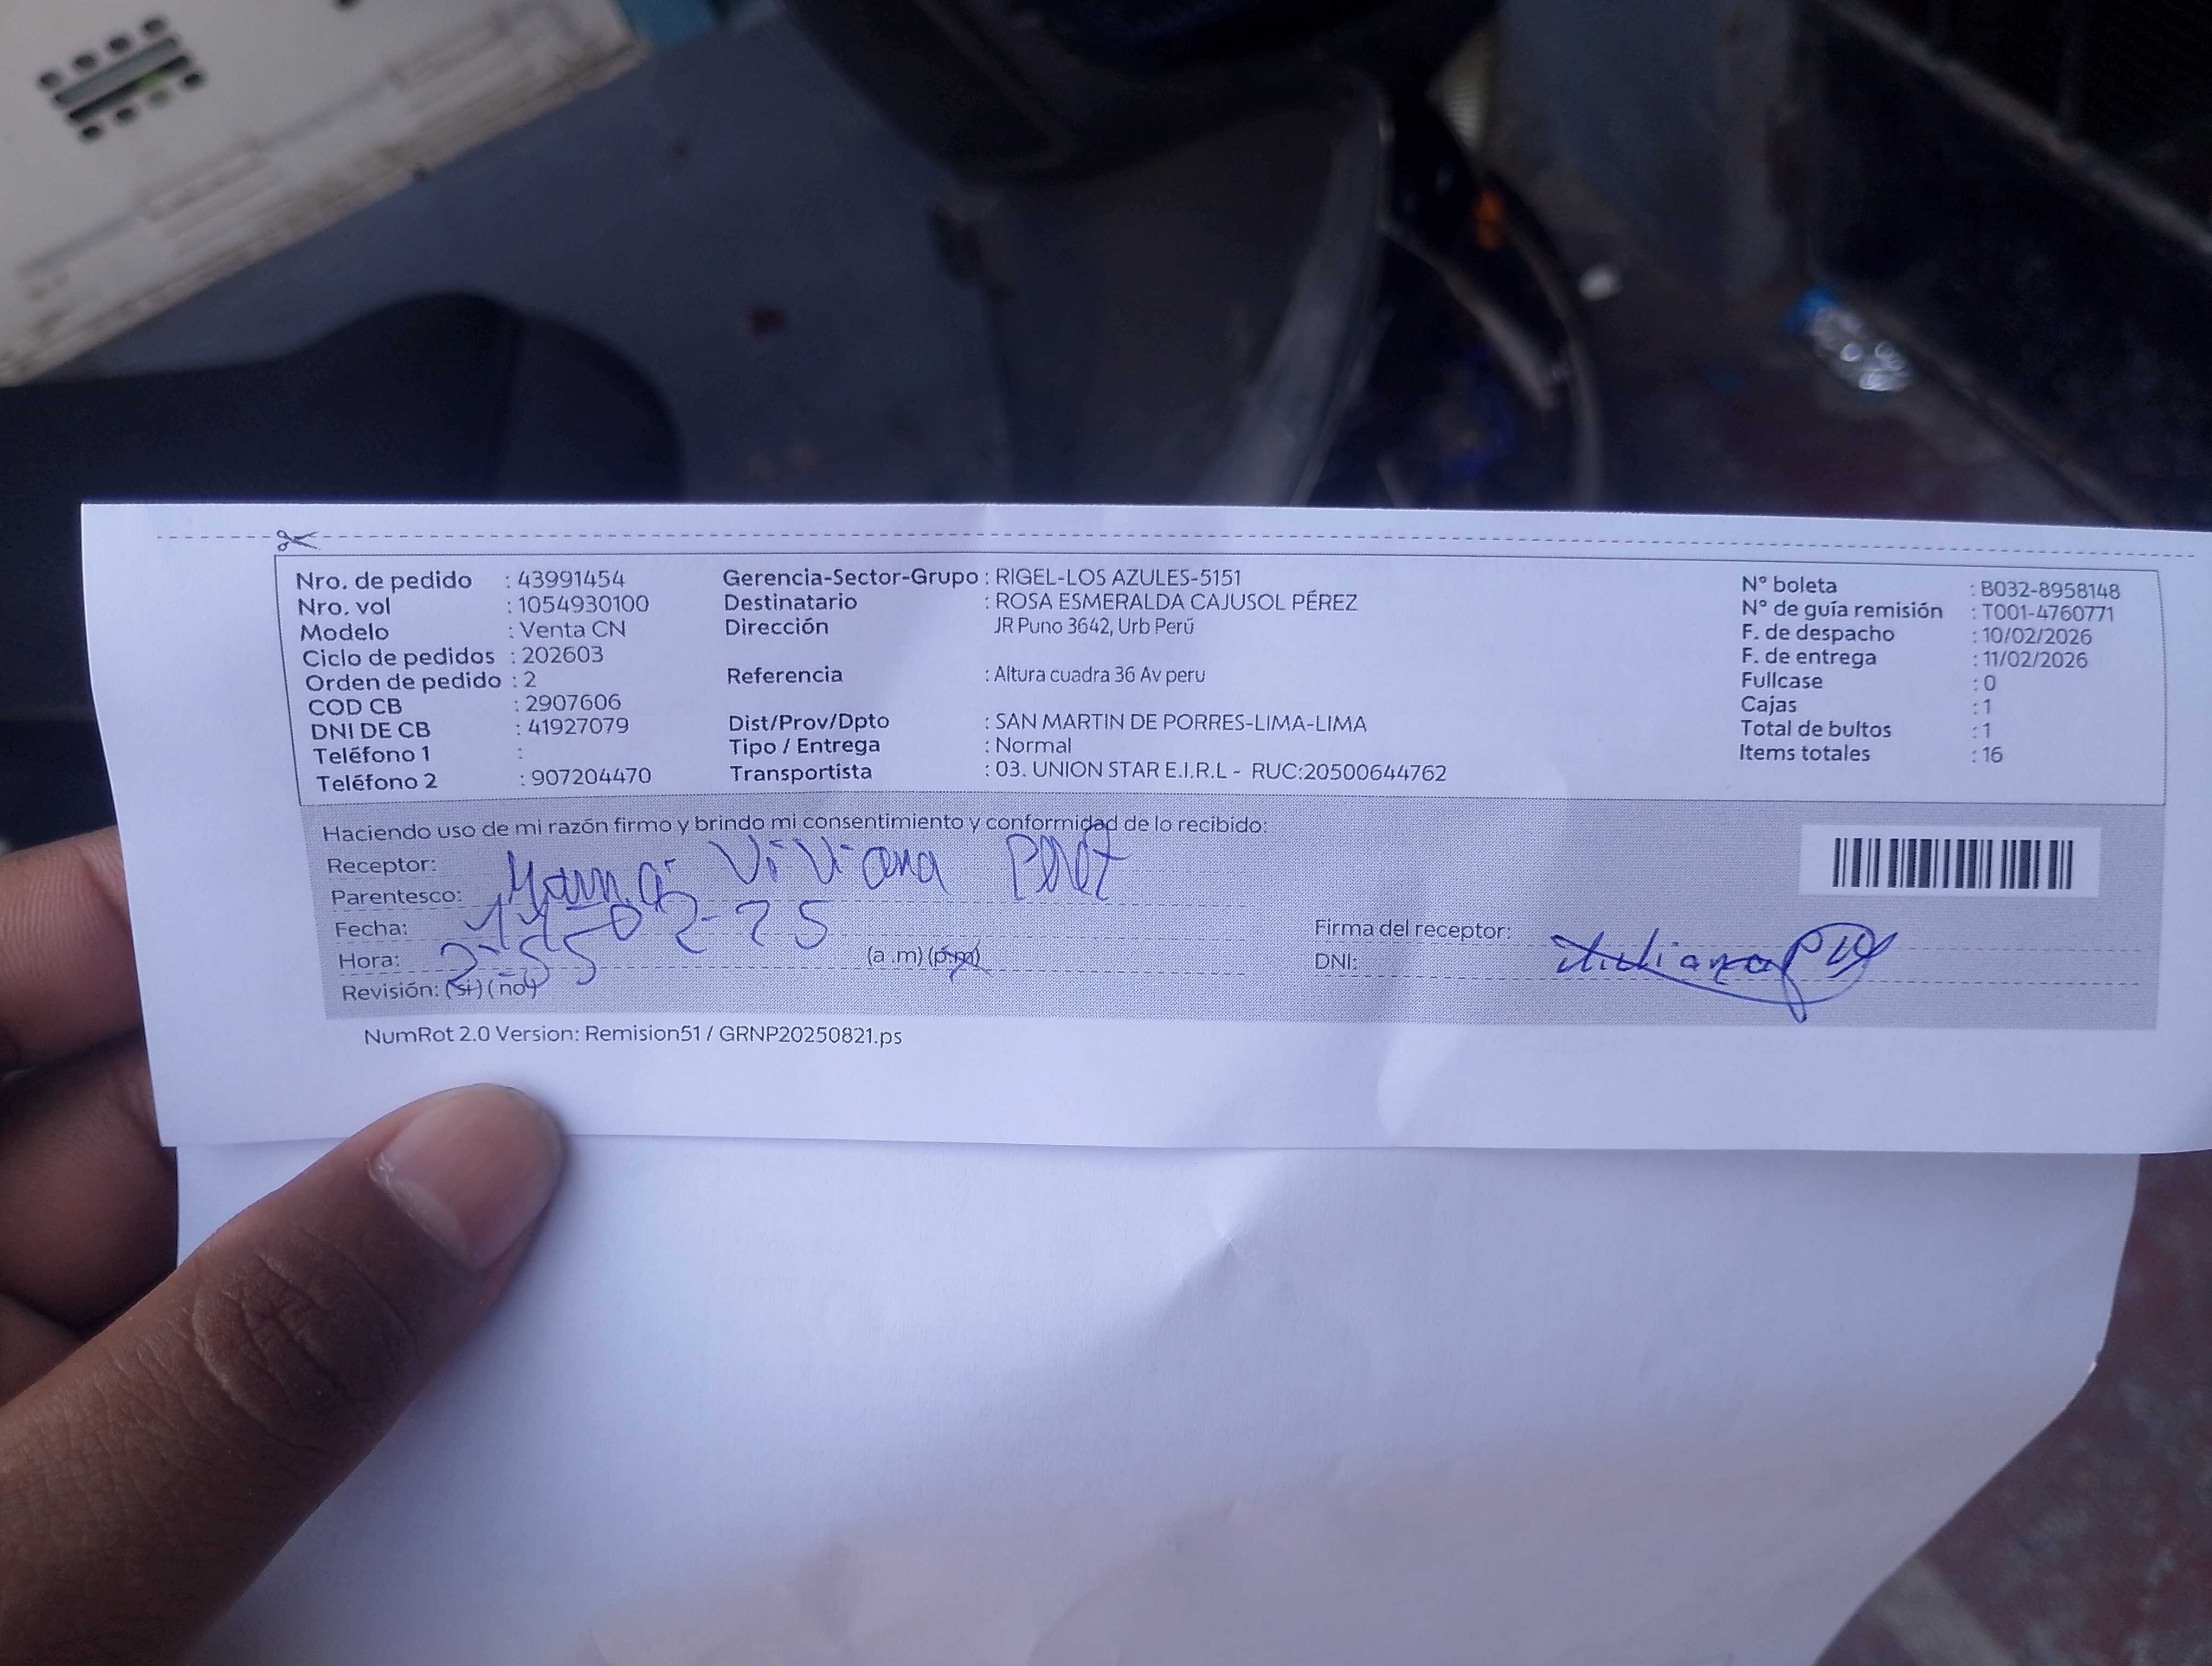 Nro. de pedido : 43991454
Nro. vol : 1054930100
Modelo : Venta CN
Ciclo de pedidos : 202603
Orden de pedido : 2
COD CB : 2907606
DNI DE CB : 41927079
Teléfono 1 :
Teléfono 2 : 907204470
Gerencia-Sector-Grupo : RIGEL-LOS AZULES-5151
Destinatario : ROSA ESMERALDA CAJUSOL PÉREZ
Dirección JR Puno 3642, Urb Perú
Referencia : Altura cuadra 36 Av peru
Dist/Prov/Dpto : SAN MARTIN DE PORRES-LIMA-LIMA
Tipo / Entrega : Normal
Transportista : 03. UNION STAR E.I.R.L - RUC:20500644762
N° boleta : B032-8958148
N° de guía remisión : T001-4760771
F. de despacho : 10/02/2026
F. de entrega : 11/02/2026
Fullcase : 0
Cajas : 1
Total de bultos : 1
Items totales : 16
Haciendo uso de mi razón firmo y brindo mi consentimiento y conformidad de lo recibido:
Receptor: Viviana
Parentesco: Mama
Fecha: 11-02-25
Hora: 2:55 (a .m) (p.m)
Revisión: (si) (no)
Firma del receptor:
DNI:
NumRot 2.0 Version: Remision51 / GRNP20250821.ps